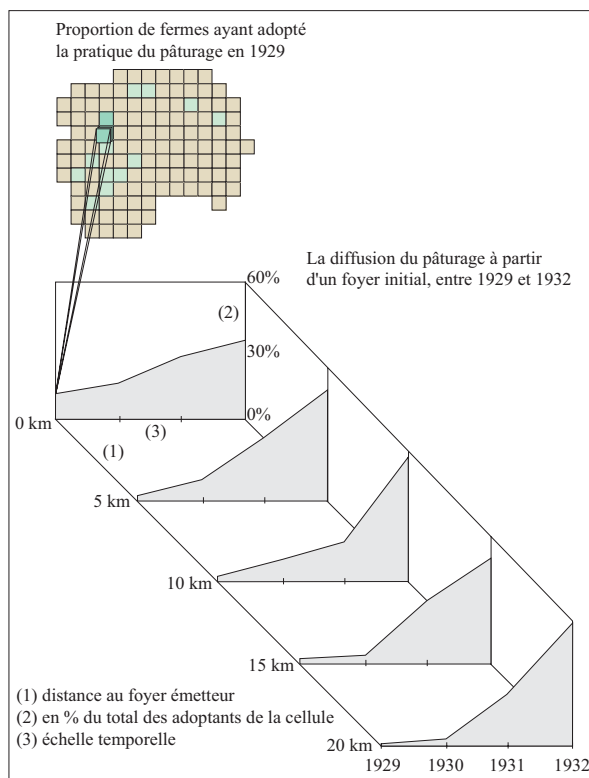 Proportion de fermes ayant adopté
la pratique du pâturage en 1929
La diffusion du pâturage à partir
d'un foyer initial, entre 1929 et 1932
60%
(2)
30%
0%
0 km
(3)
(1)
5 km
10 km
15 km
(1) distance au foyer émetteur
(2) en % du total des adoptants de la cellule
(3) échelle temporelle
20 km
1929 1930 1931 1932